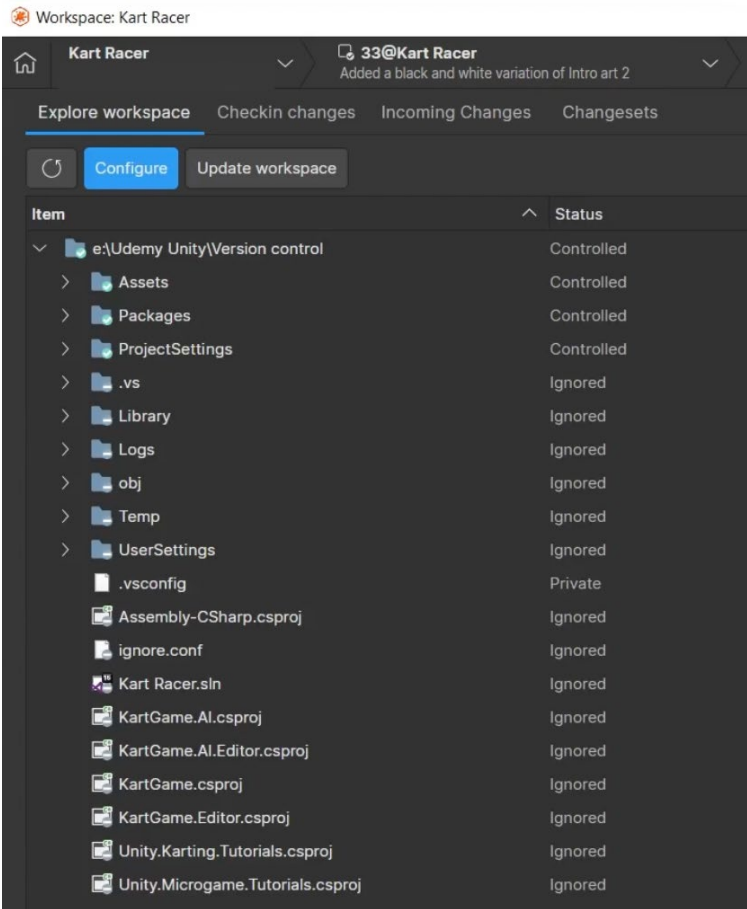 Workspace: Kart Racer
Kart Racer
33@Kart Racer
Added a black and white variation of Intro art 2
Explore workspace Checkin changes Incoming Changes Changesets
Configure Update workspace
Item Status
e:\Udemy Unity\Version control Controlled
Assets Controlled
Packages Controlled
ProjectSettings Controlled
.vs Ignored
Library Ignored
Logs Ignored
obj Ignored
Temp Ignored
UserSettings Ignored
.vsconfig Private
Assembly-CSharp.csproj Ignored
ignore.conf Ignored
Kart Racer.sln Ignored
KartGame.AI.csproj Ignored
KartGame.AI.Editor.csproj Ignored
KartGame.csproj Ignored
KartGame.Editor.csproj Ignored
Unity.Karting.Tutorials.csproj Ignored
Unity.Microgame.Tutorials.csproj Ignored